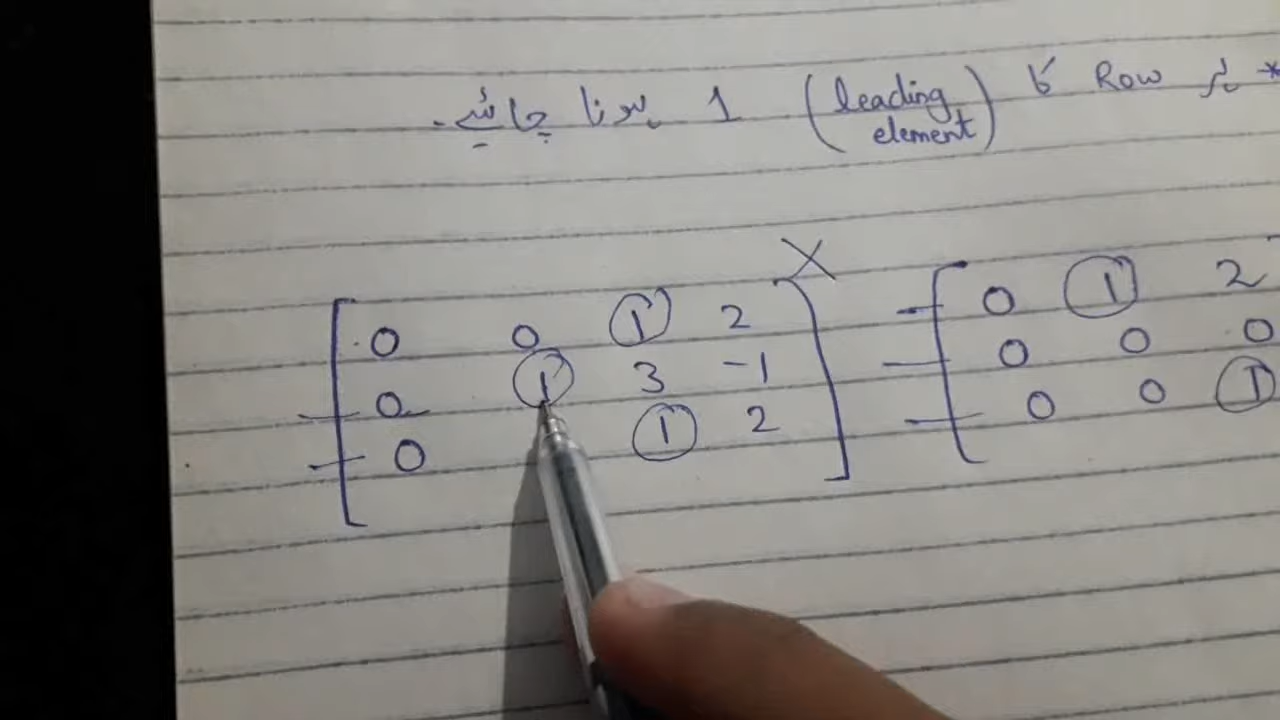 * ہر Row کا (leading element) 1 ہونا چاہئے۔
0 0 1 2
0 1 3 -1
0 1 2
X
0 1 2
0 0 0
0 0 1